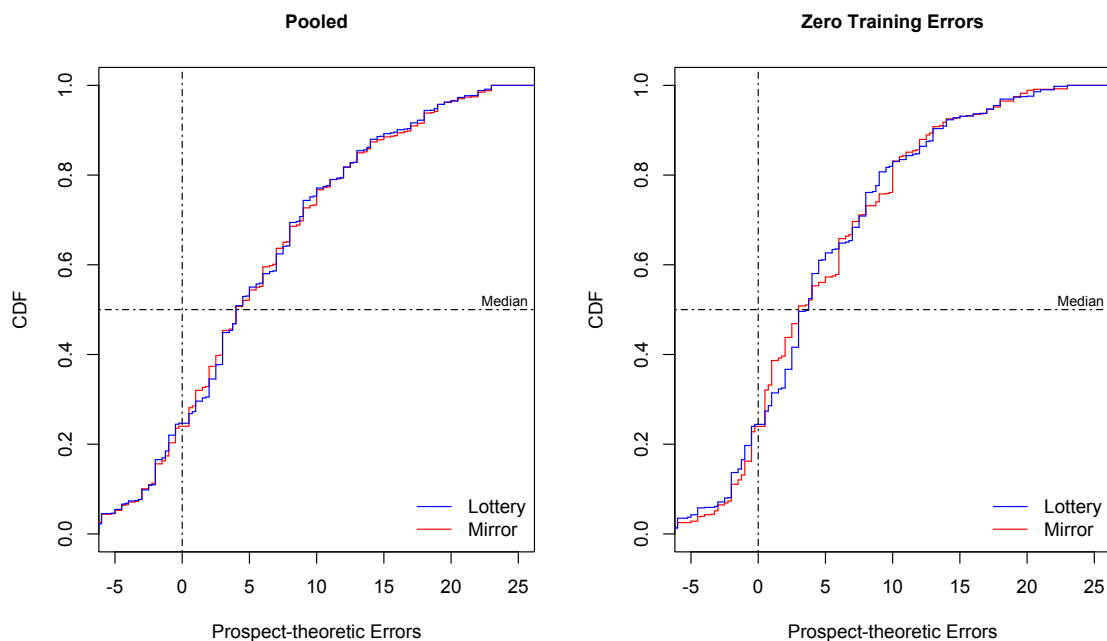 Pooled
CDF
0.0 0.2 0.4 0.6 0.8 1.0
Median
Lottery
Mirror
-5 0 5 10 15 20 25
Prospect-theoretic Errors
Zero Training Errors
CDF
0.0 0.2 0.4 0.6 0.8 1.0
Median
Lottery
Mirror
-5 0 5 10 15 20 25
Prospect-theoretic Errors